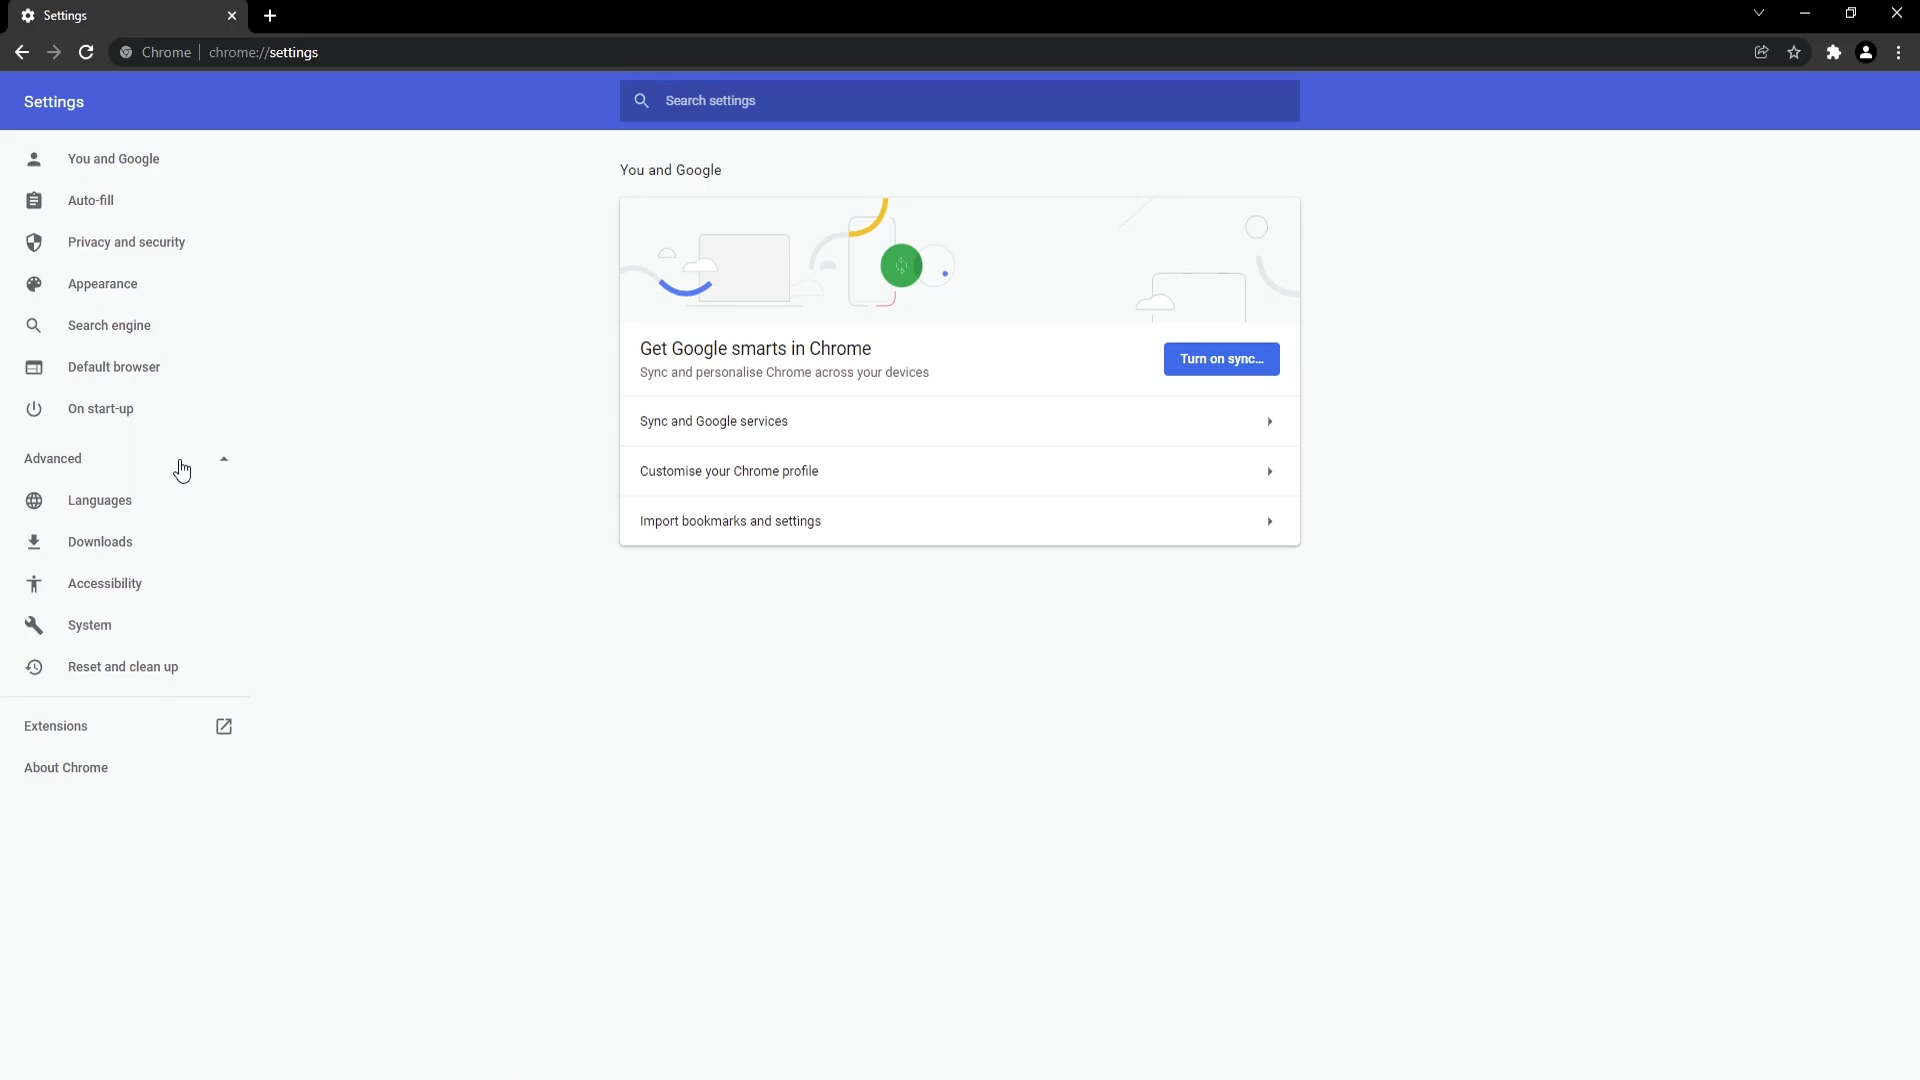 Settings
Chrome chrome://settings
Settings
Search settings
You and Google
Auto-fill
Privacy and security
Appearance
Search engine
Default browser
On start-up
Advanced
Languages
Downloads
Accessibility
System
Reset and clean up
Extensions
About Chrome
You and Google
Get Google smarts in Chrome
Sync and personalise Chrome across your devices
Turn on sync...
Sync and Google services
Customise your Chrome profile
Import bookmarks and settings